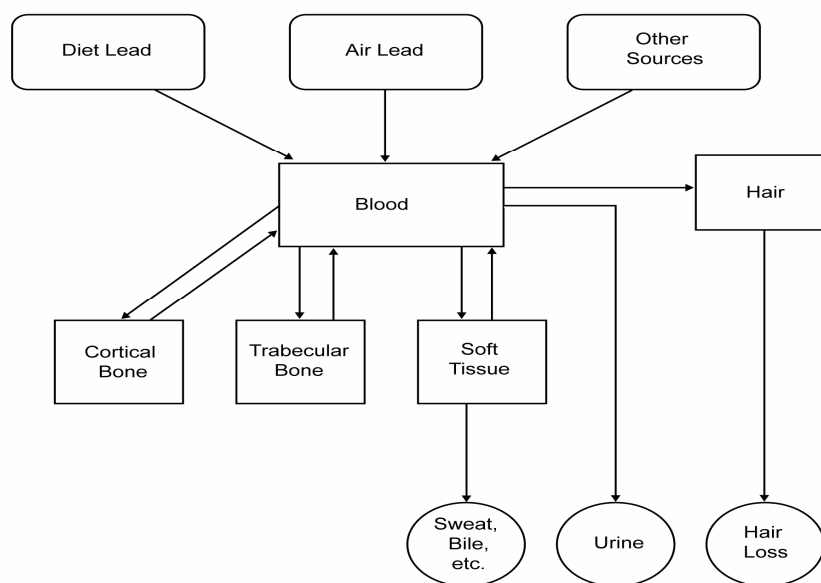 Diet Lead
Air Lead
Other
Sources
Blood
Hair
Cortical
Bone
Trabecular
Bone
Soft
Tissue
Sweat,
Bile,
etc.
Urine
Hair
Loss